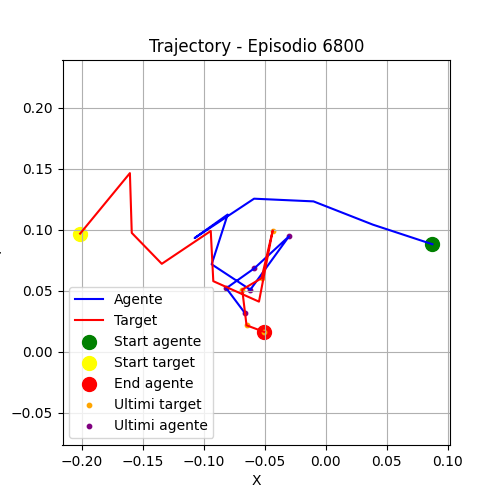 Trajectory - Episodio 6800
0.20
0.15
0.10
0.05
0.00
−0.05
Agente
Target
Start agente
Start target
End agente
Ultimi target
Ultimi agente
−0.20
−0.15
−0.10
−0.05
0.00
0.05
0.10
X